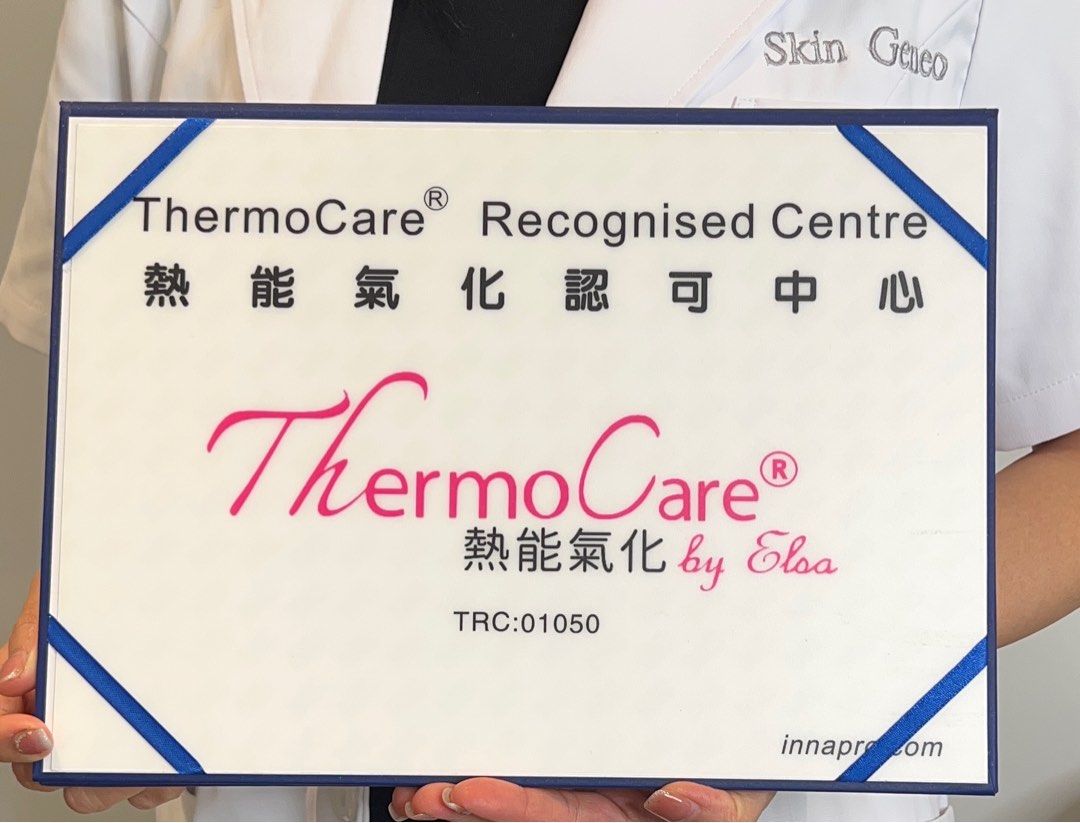 Skin Geneo
ThermoCare® Recognised Centre
熱能氣化認可中心
ThermoCare®
熱能氣化 by Elsa
TRC:01050